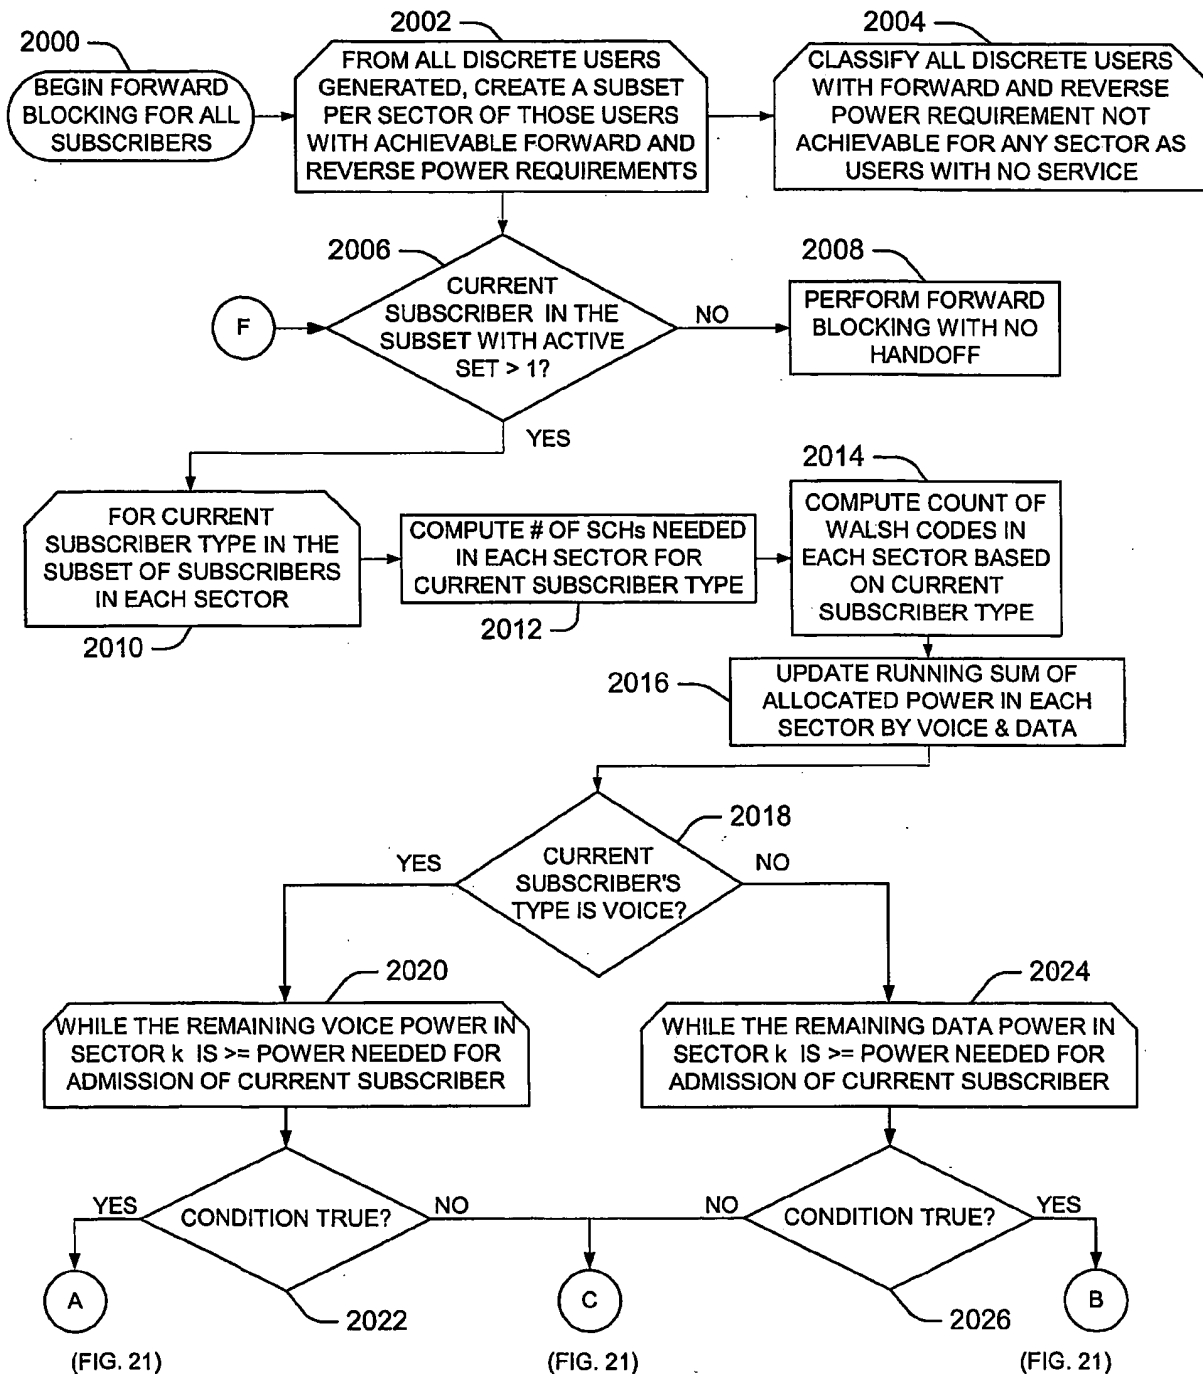 2000
BEGIN FORWARD
BLOCKING FOR ALL
SUBSCRIBERS
2002
FROM ALL DISCRETE USERS
GENERATED, CREATE A SUBSET
PER SECTOR OF THOSE USERS
WITH ACHIEVABLE FORWARD AND
REVERSE POWER REQUIREMENTS
2004
CLASSIFY ALL DISCRETE USERS
WITH FORWARD AND REVERSE
POWER REQUIREMENT NOT
ACHIEVABLE FOR ANY SECTOR AS
USERS WITH NO SERVICE
2006
CURRENT
SUBSCRIBER IN THE
SUBSET WITH ACTIVE
SET > 1?
F
NO
YES
2008
PERFORM FORWARD
BLOCKING WITH NO
HANDOFF
FOR CURRENT
SUBSCRIBER TYPE IN THE
SUBSET OF SUBSCRIBERS
IN EACH SECTOR
2010
COMPUTE # OF SCHs NEEDED
IN EACH SECTOR FOR
CURRENT SUBSCRIBER TYPE
2012
2014
COMPUTE COUNT OF
WALSH CODES IN
EACH SECTOR BASED
ON CURRENT
SUBSCRIBER TYPE
2016
UPDATE RUNNING SUM OF
ALLOCATED POWER IN EACH
SECTOR BY VOICE & DATA
2018
YES
CURRENT
SUBSCRIBER'S
TYPE IS VOICE?
NO
2020
WHILE THE REMAINING VOICE POWER IN
SECTOR k IS >= POWER NEEDED FOR
ADMISSION OF CURRENT SUBSCRIBER
2024
WHILE THE REMAINING DATA POWER IN
SECTOR k IS >= POWER NEEDED FOR
ADMISSION OF CURRENT SUBSCRIBER
YES
CONDITION TRUE?
NO
2022
NO
CONDITION TRUE?
YES
2026
A
C
B
(FIG. 21)
(FIG. 21)
(FIG. 21)